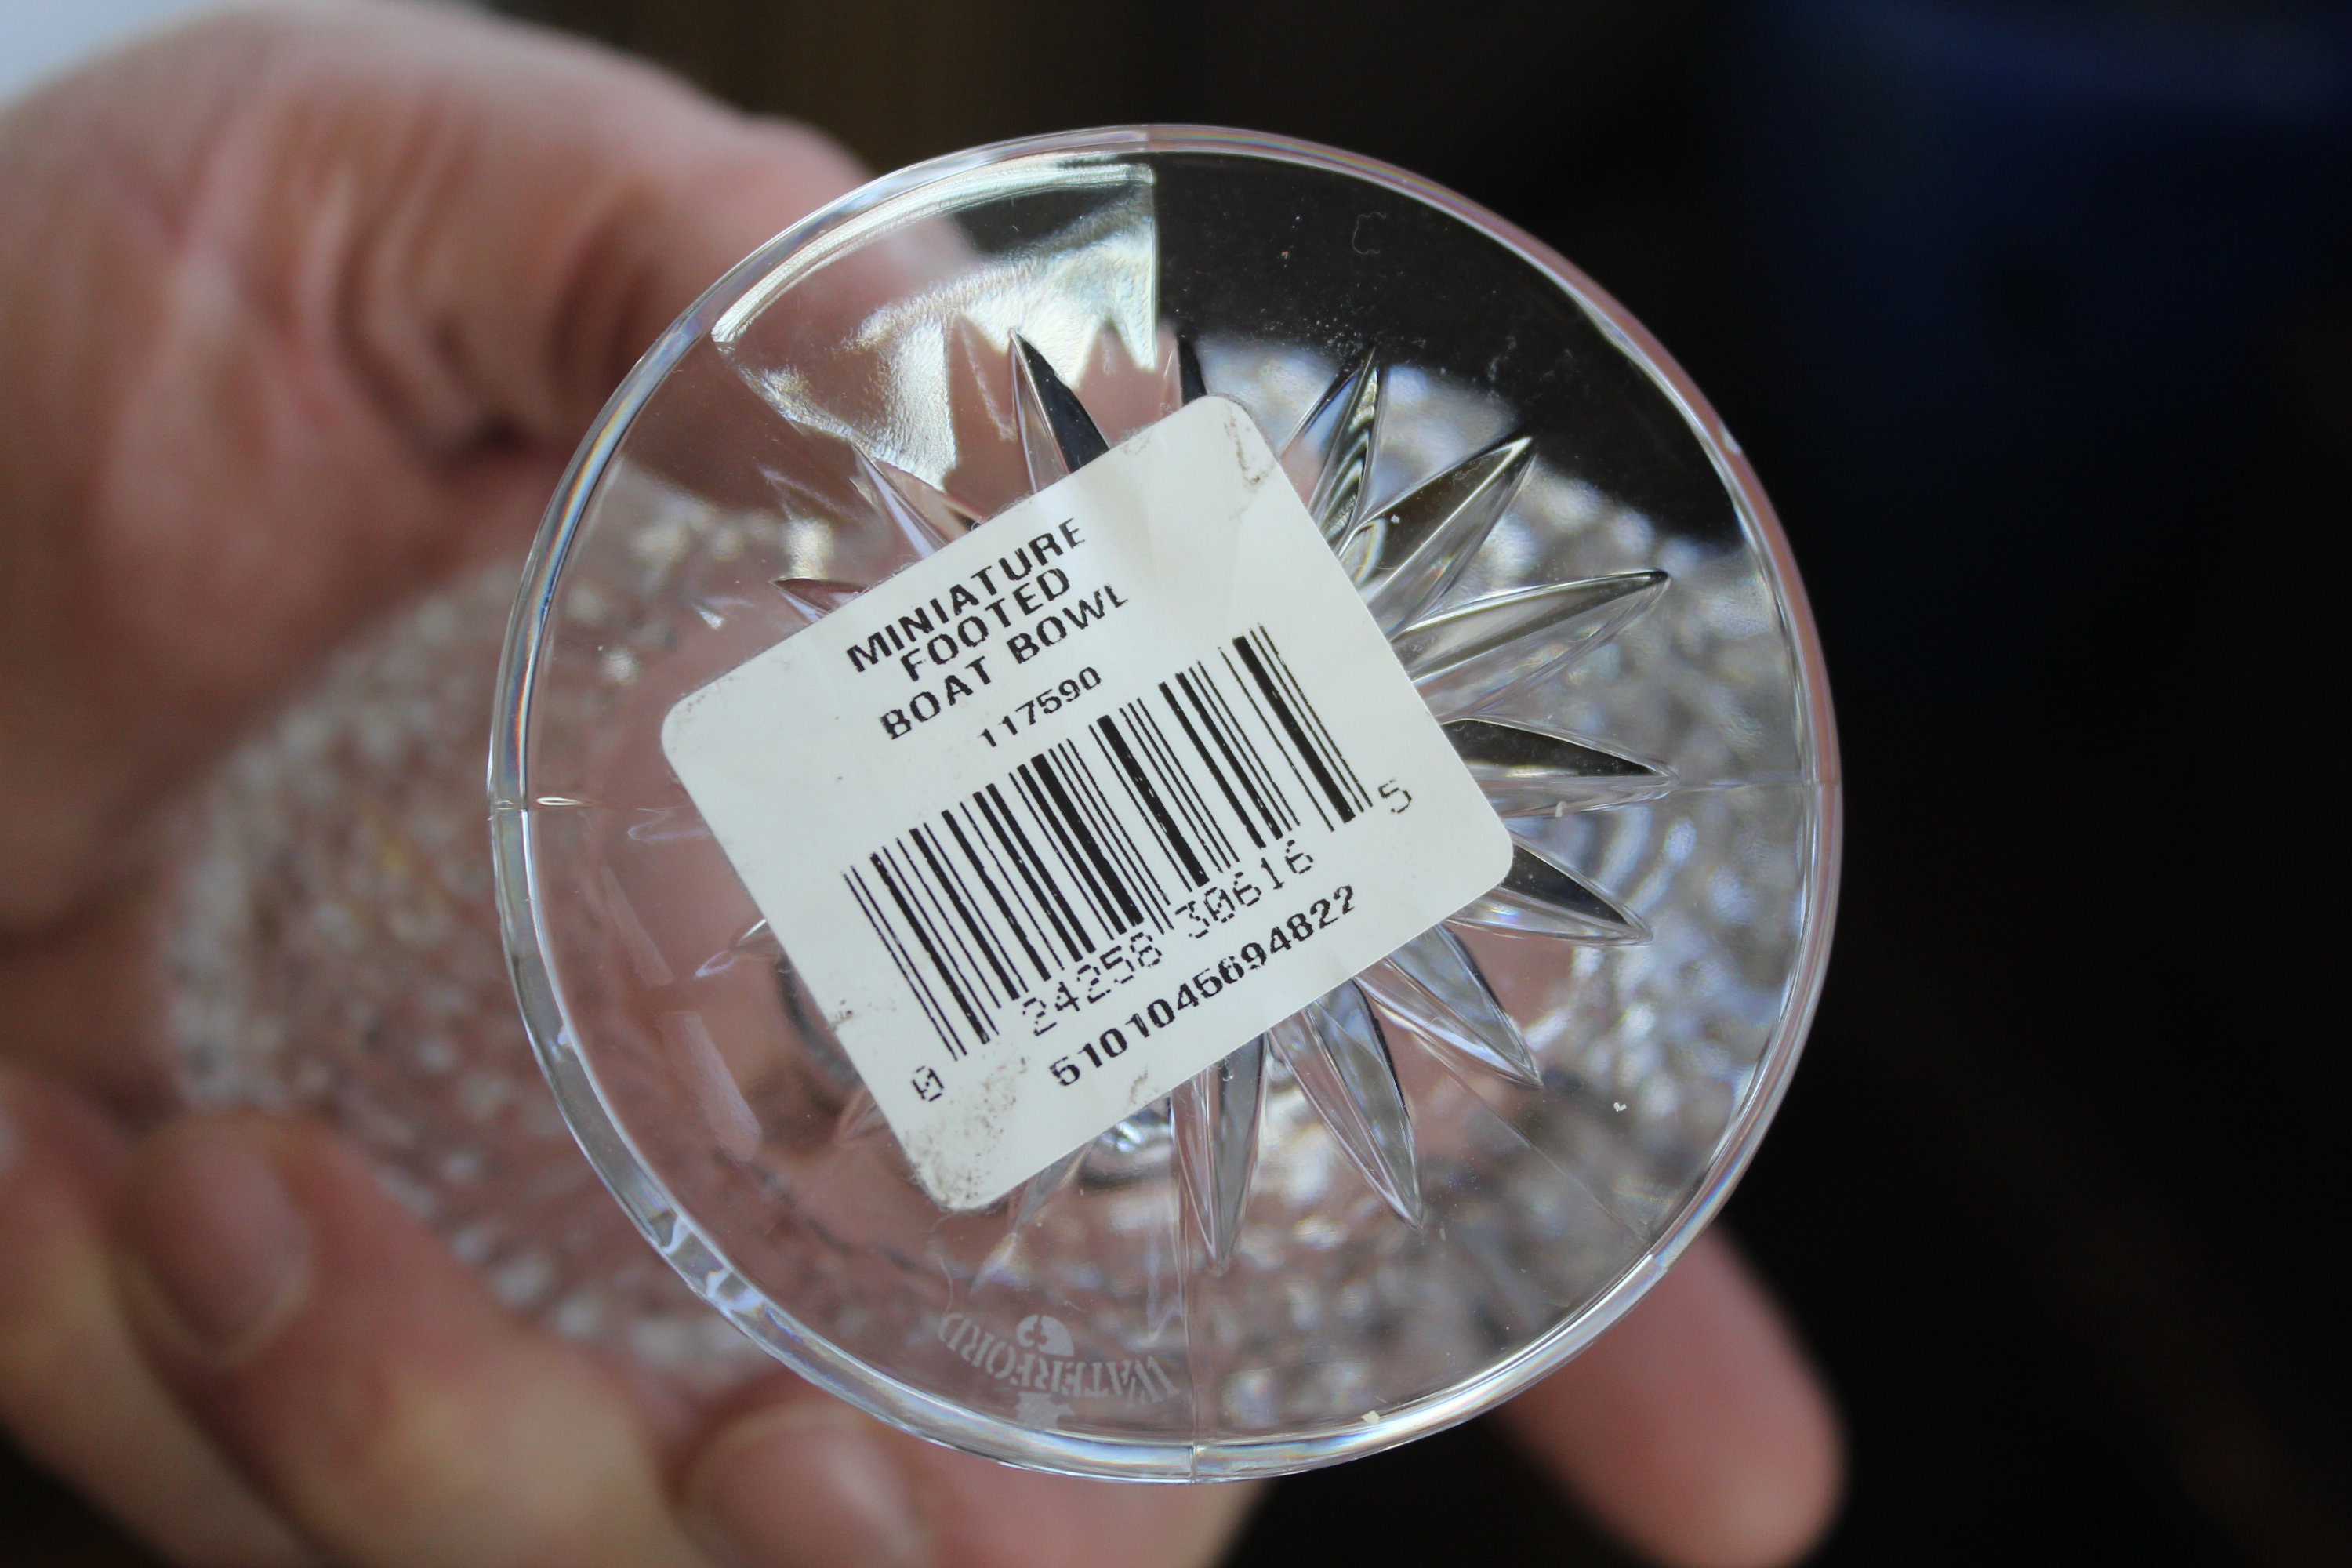 MINIATURE
FOOTED
BOAT BOWL
117590
0 24258 30616 5
5101045694822
WATERFORD